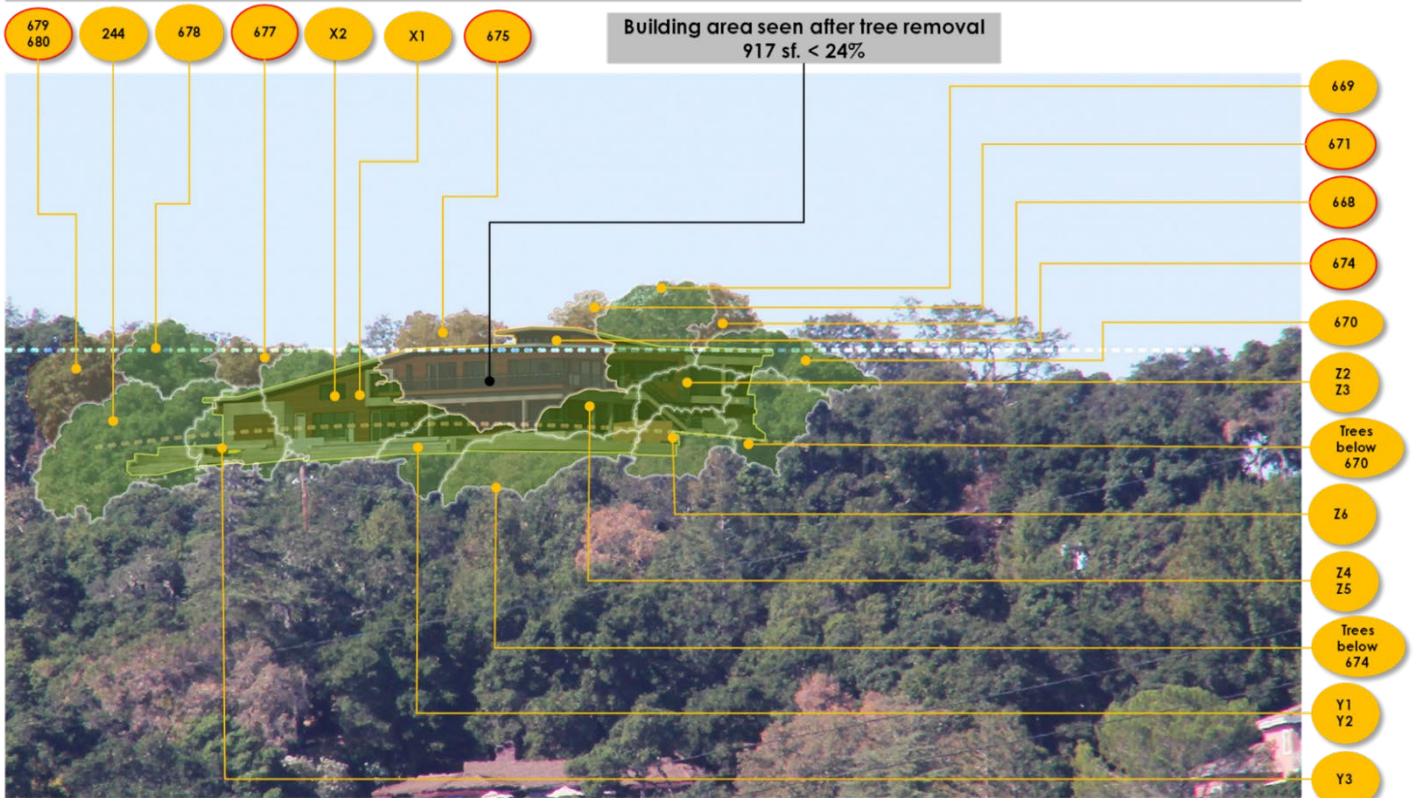 679
680
244
678
677
X2
X1
675
Building area seen after tree removal
917 sf. < 24%
669
671
668
674
670
Z2
Z3
Trees
below
670
Z6
Z4
Z5
Trees
below
674
Y1
Y2
Y3